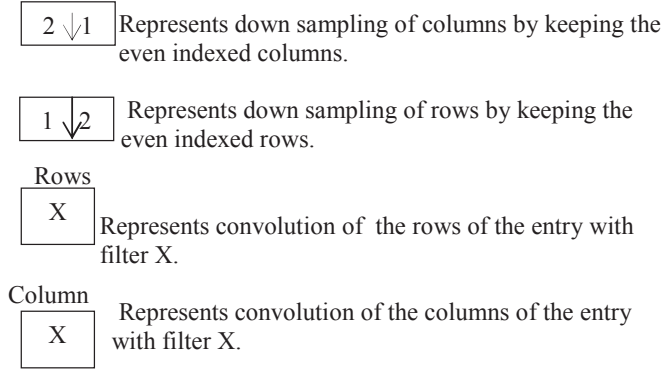 2 ↓ 1 Represents down sampling of columns by keeping the
even indexed columns.
1 ↓ 2 Represents down sampling of rows by keeping the
even indexed rows.
Rows
X
Represents convolution of the rows of the entry with
filter X.
Column
X
Represents convolution of the columns of the entry
with filter X.